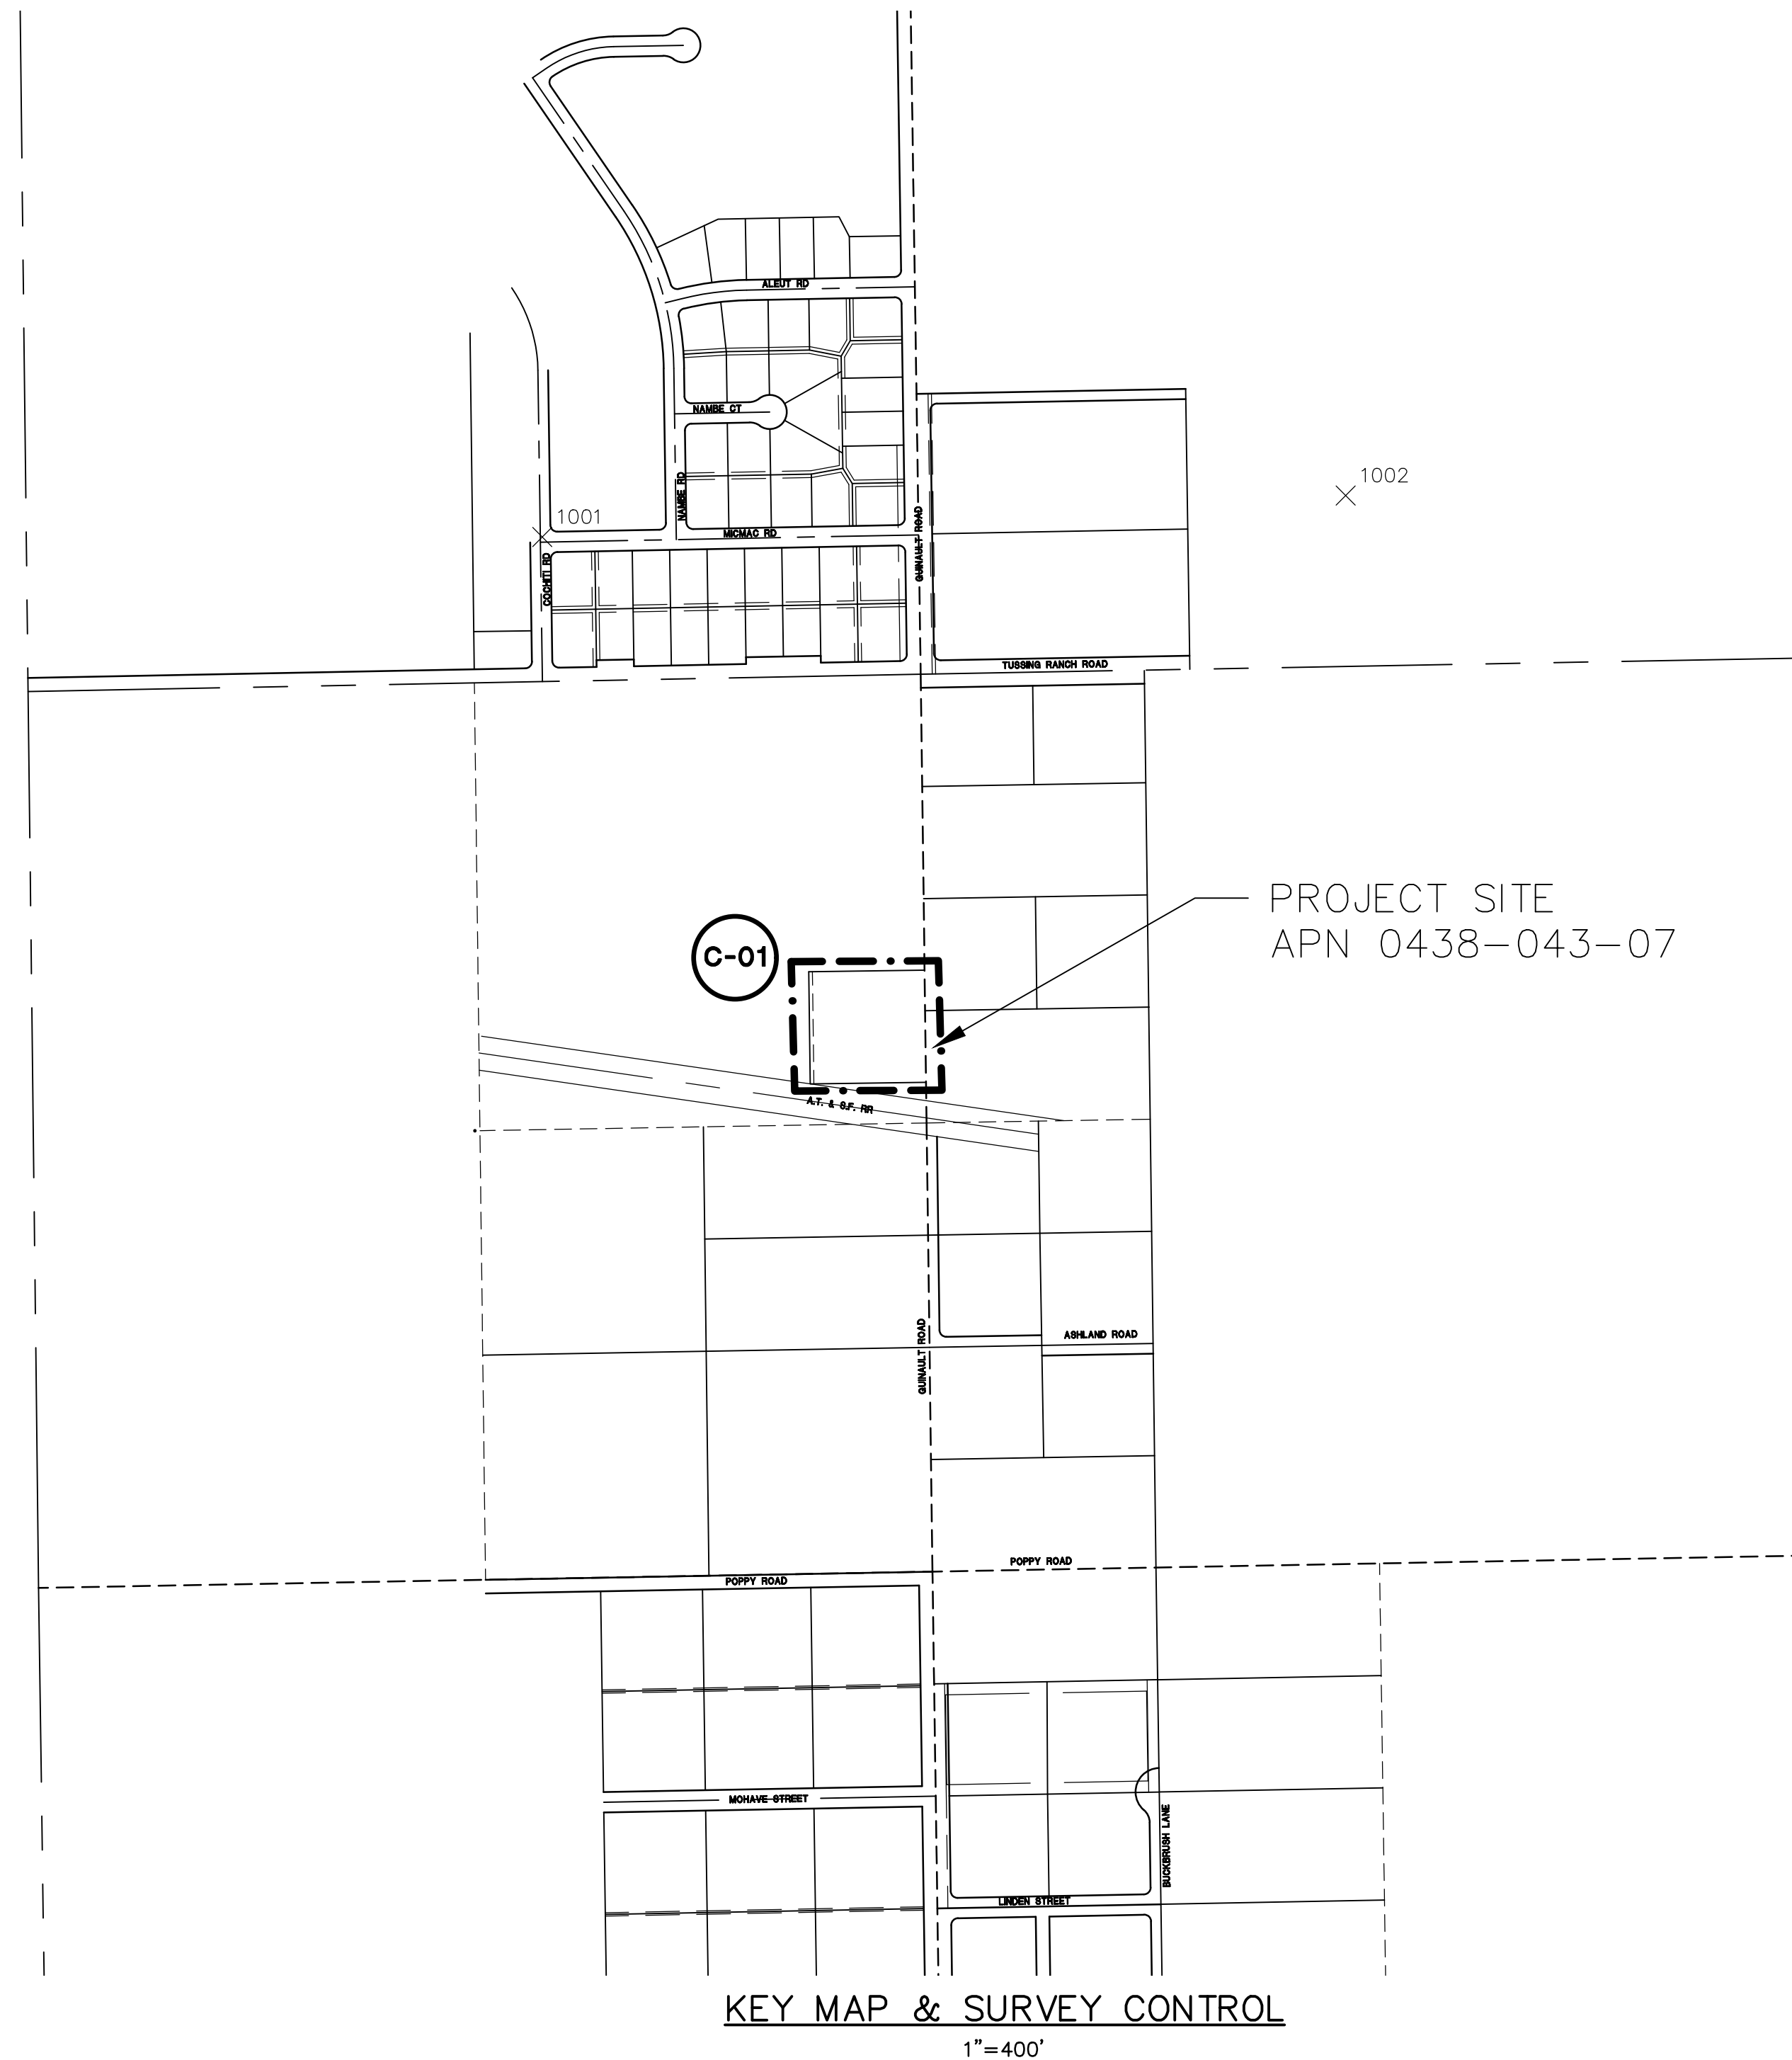 ALEUT RD
NAMBE CT
1002
NAMBE RD
1001
MICMAC RD
QUINAULT ROAD
COCHITI RD
TUSSING RANCH ROAD
PROJECT SITE
APN 0438-043-07
C-01
A.T. & S.F. RR
ASHLAND ROAD
QUINAULT ROAD
POPPY ROAD
POPPY ROAD
MOHAVE STREET
BUCKBRUSH LANE
LINDEN STREET
KEY MAP & SURVEY CONTROL
1"=400'